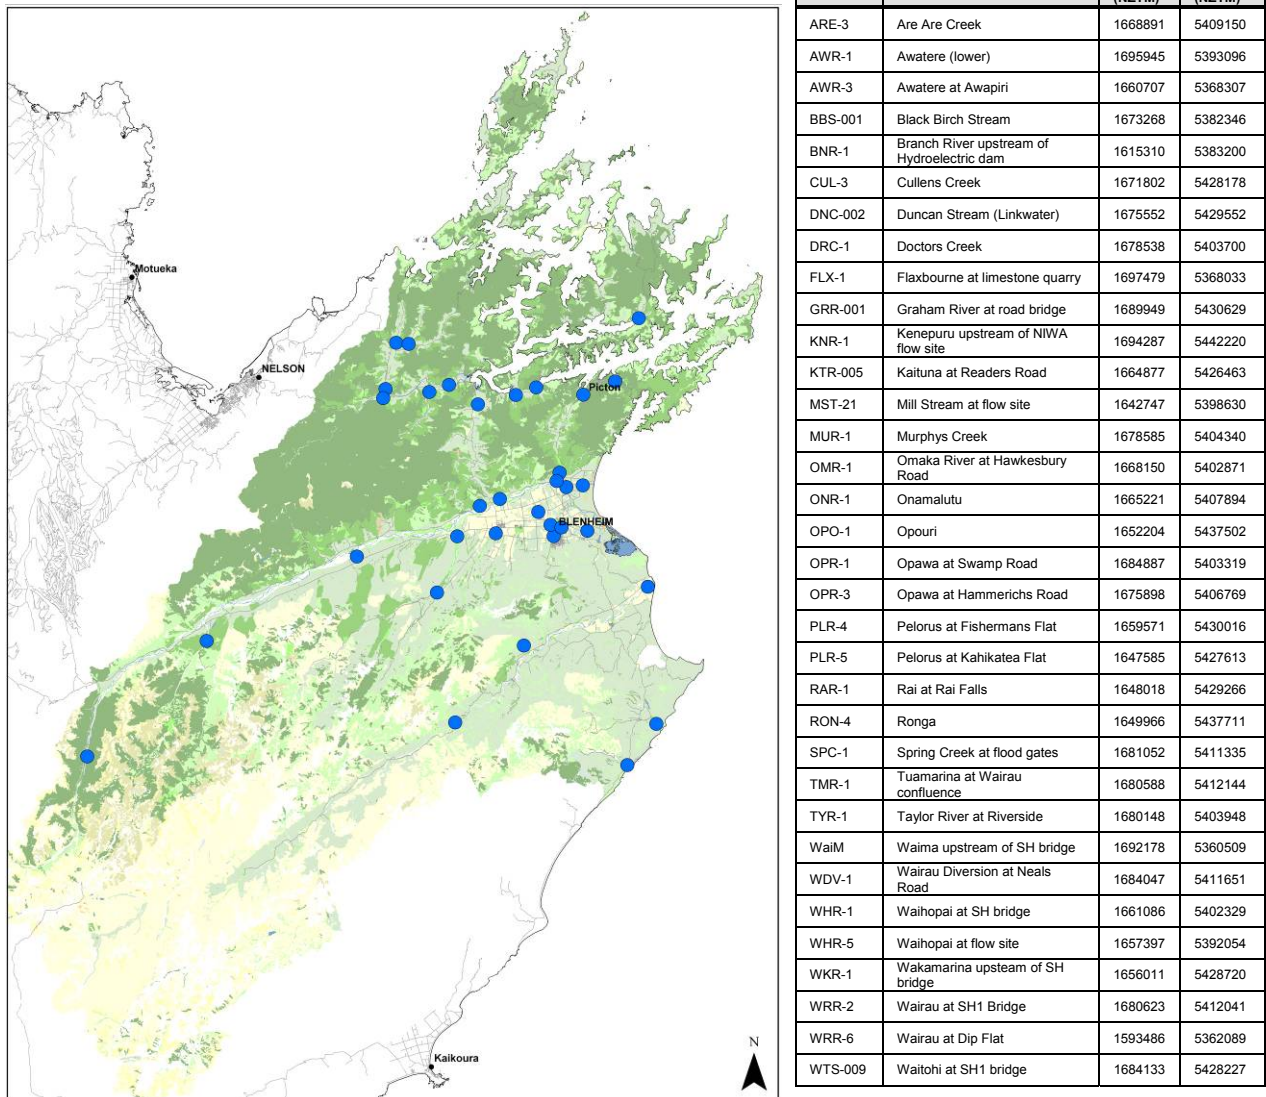 Motueka
NELSON
Picton
BLENHEIM
Kaikoura
N
(NZTM) (NZTM)
ARE-3 Are Are Creek 1668891 5409150
AWR-1 Awatere (lower) 1695945 5393096
AWR-3 Awatere at Awapiri 1660707 5368307
BBS-001 Black Birch Stream 1673268 5382346
BNR-1 Branch River upstream of
Hydroelectric dam 1615310 5383200
CUL-3 Cullens Creek 1671802 5428178
DNC-002 Duncan Stream (Linkwater) 1675552 5429552
DRC-1 Doctors Creek 1678538 5403700
FLX-1 Flaxbourne at limestone quarry 1697479 5368033
GRR-001 Graham River at road bridge 1689949 5430629
KNR-1 Kenepuru upstream of NIWA
flow site 1694287 5442220
KTR-005 Kaituna at Readers Road 1664877 5426463
MST-21 Mill Stream at flow site 1642747 5398630
MUR-1 Murphys Creek 1678585 5404340
OMR-1 Omaka River at Hawkesbury
Road 1668150 5402871
ONR-1 Onamalutu 1665221 5407894
OPO-1 Opouri 1652204 5437502
OPR-1 Opawa at Swamp Road 1684887 5403319
OPR-3 Opawa at Hammerichs Road 1675898 5406769
PLR-4 Pelorus at Fishermans Flat 1659571 5430016
PLR-5 Pelorus at Kahikatea Flat 1647585 5427613
RAR-1 Rai at Rai Falls 1648018 5429266
RON-4 Ronga 1649966 5437711
SPC-1 Spring Creek at flood gates 1681052 5411335
TMR-1 Tuamarina at Wairau
confluence 1680588 5412144
TYR-1 Taylor River at Riverside 1680148 5403948
WaiM Waima upstream of SH bridge 1692178 5360509
WDV-1 Wairau Diversion at Neals
Road 1684047 5411651
WHR-1 Waihopai at SH bridge 1661086 5402329
WHR-5 Waihopai at flow site 1657397 5392054
WKR-1 Wakamarina upsteam of SH
bridge 1656011 5428720
WRR-2 Wairau at SH1 Bridge 1680623 5412041
WRR-6 Wairau at Dip Flat 1593486 5362089
WTS-009 Waitohi at SH1 bridge 1684133 5428227